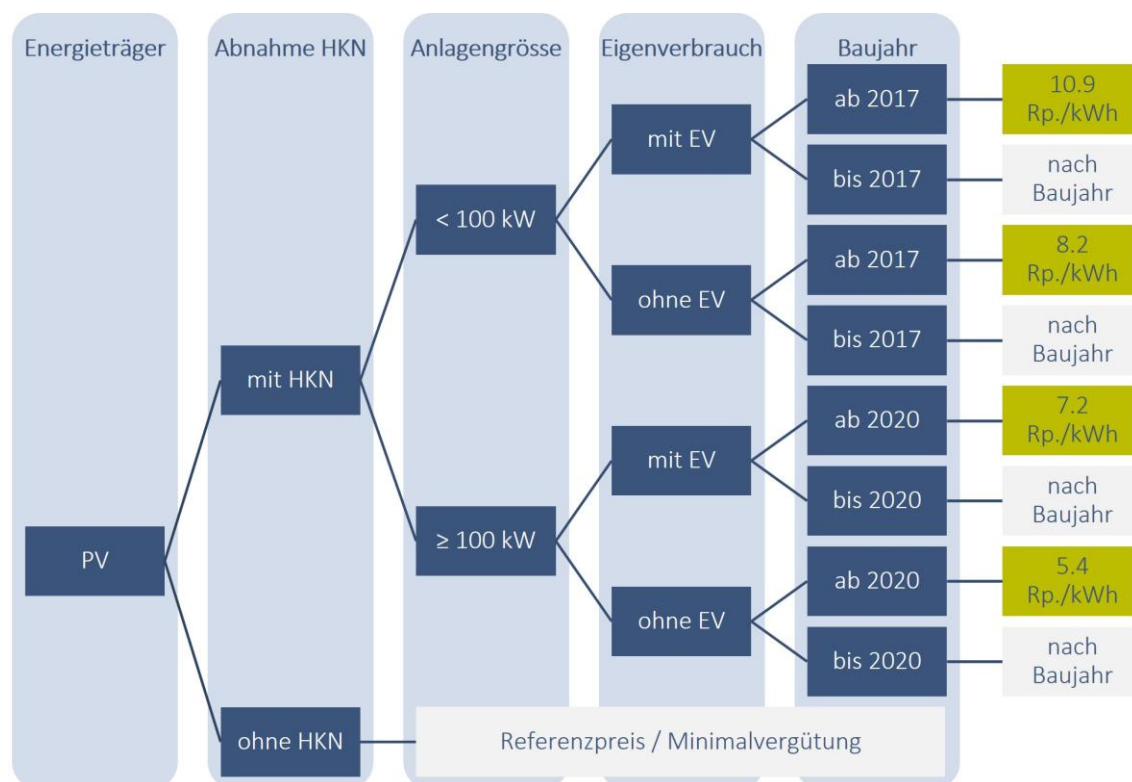 Energieträger
Abnahme HKN
Anlagengrösse
Eigenverbrauch
Baujahr
PV
mit HKN
ohne HKN
< 100 kW
≥ 100 kW
mit EV
ohne EV
mit EV
ohne EV
ab 2017
10.9
Rp./kWh
bis 2017
nach
Baujahr
ab 2017
8.2
Rp./kWh
bis 2017
nach
Baujahr
ab 2020
7.2
Rp./kWh
bis 2020
nach
Baujahr
ab 2020
5.4
Rp./kWh
bis 2020
nach
Baujahr
Referenzpreis / Minimalvergütung